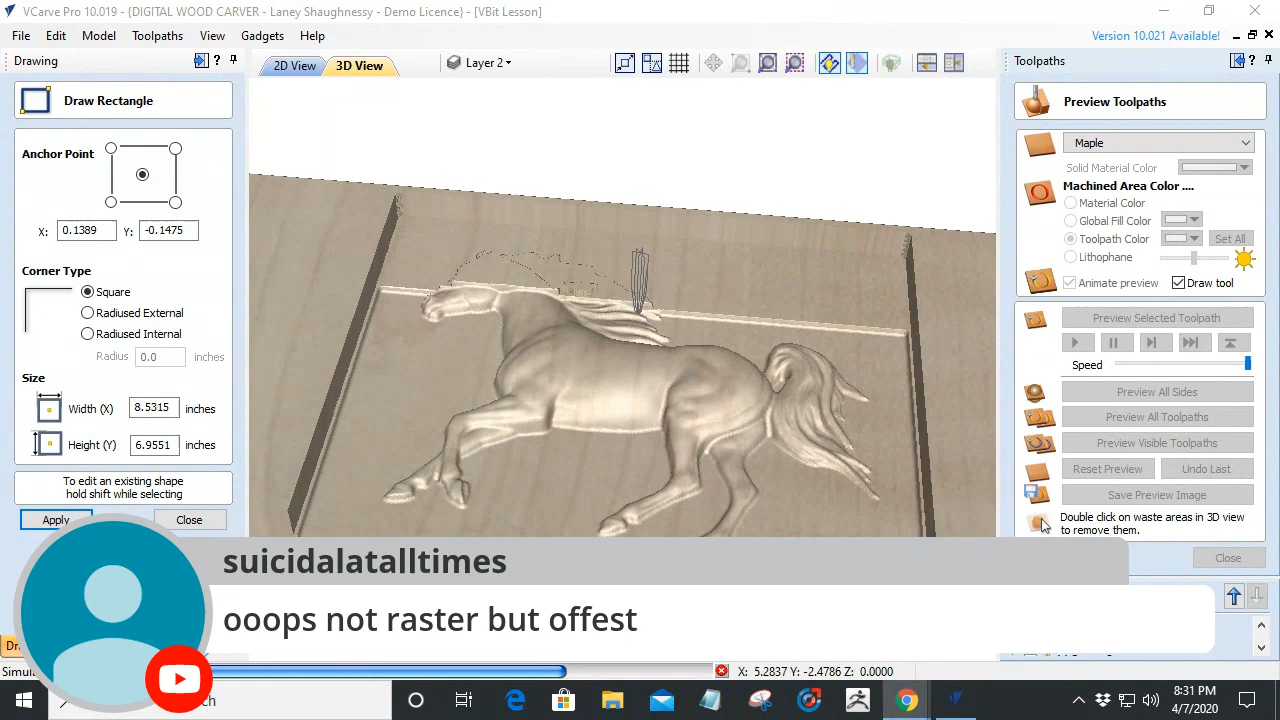 VCarve Pro 10.019 - {DIGITAL WOOD CARVER - Laney Shaughnessy - Demo Licence} - [VBit Lesson]
File Edit Model Toolpaths View Gadgets Help
Version 10.021 Available!
Drawing
2D View 3D View
Layer 2
Toolpaths
Draw Rectangle
Anchor Point
X: 0.1389 Y: -0.1475
Corner Type
Square
Radiused External
Radiused Internal
Radius 0.0 inches
Size
Width (X) 8.5315 inches
Height (Y) 6.9551 inches
To edit an existing shape
hold shift while selecting
Apply Close
Preview Toolpaths
Maple
Solid Material Color
Machined Area Color ....
Material Color
Global Fill Color
Toolpath Color Set All
Lithophane
Animate preview Draw tool
Preview Selected Toolpath
Speed
Preview All Sides
Preview All Toolpaths
Preview Visible Toolpaths
Reset Preview Undo Last
Save Preview Image
Double click on waste areas in 3D view
to remove them.
Close
suicidalatalltimes
ooops not raster but offest
X: 5.2837 Y: -2.4786 Z: 0.0000
8:31 PM
4/7/2020